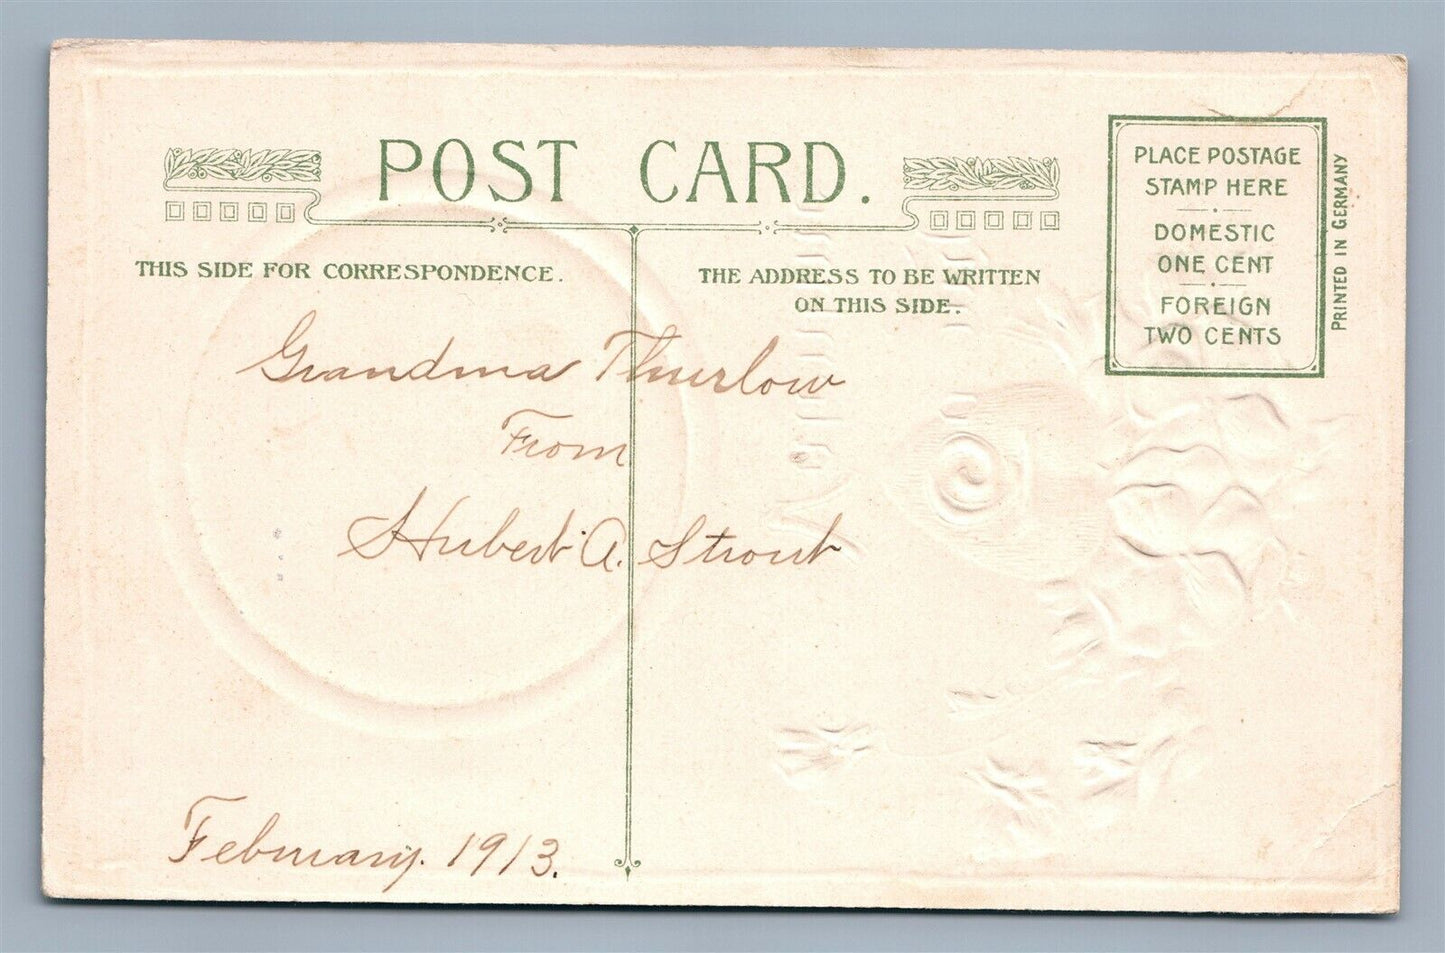 POST CARD.
THIS SIDE FOR CORRESPONDENCE.
THE ADDRESS TO BE WRITTEN
ON THIS SIDE.
PLACE POSTAGE
STAMP HERE
DOMESTIC
ONE CENT
FOREIGN
TWO CENTS
PRINTED IN GERMANY
Grandma Thurlow
From
Hubert A. Strout
February. 1913.